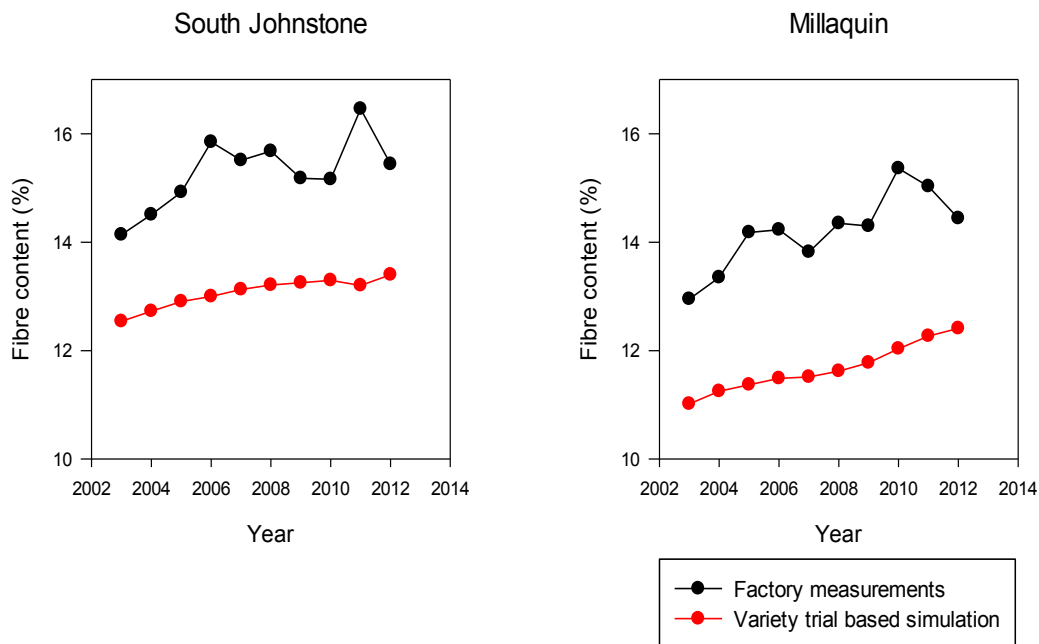 South Johnstone
Fibre content (%)
16
14
12
10
2002 2004 2006 2008 2010 2012 2014
Year
Millaquin
Fibre content (%)
16
14
12
10
2002 2004 2006 2008 2010 2012 2014
Year
Factory measurements
Variety trial based simulation